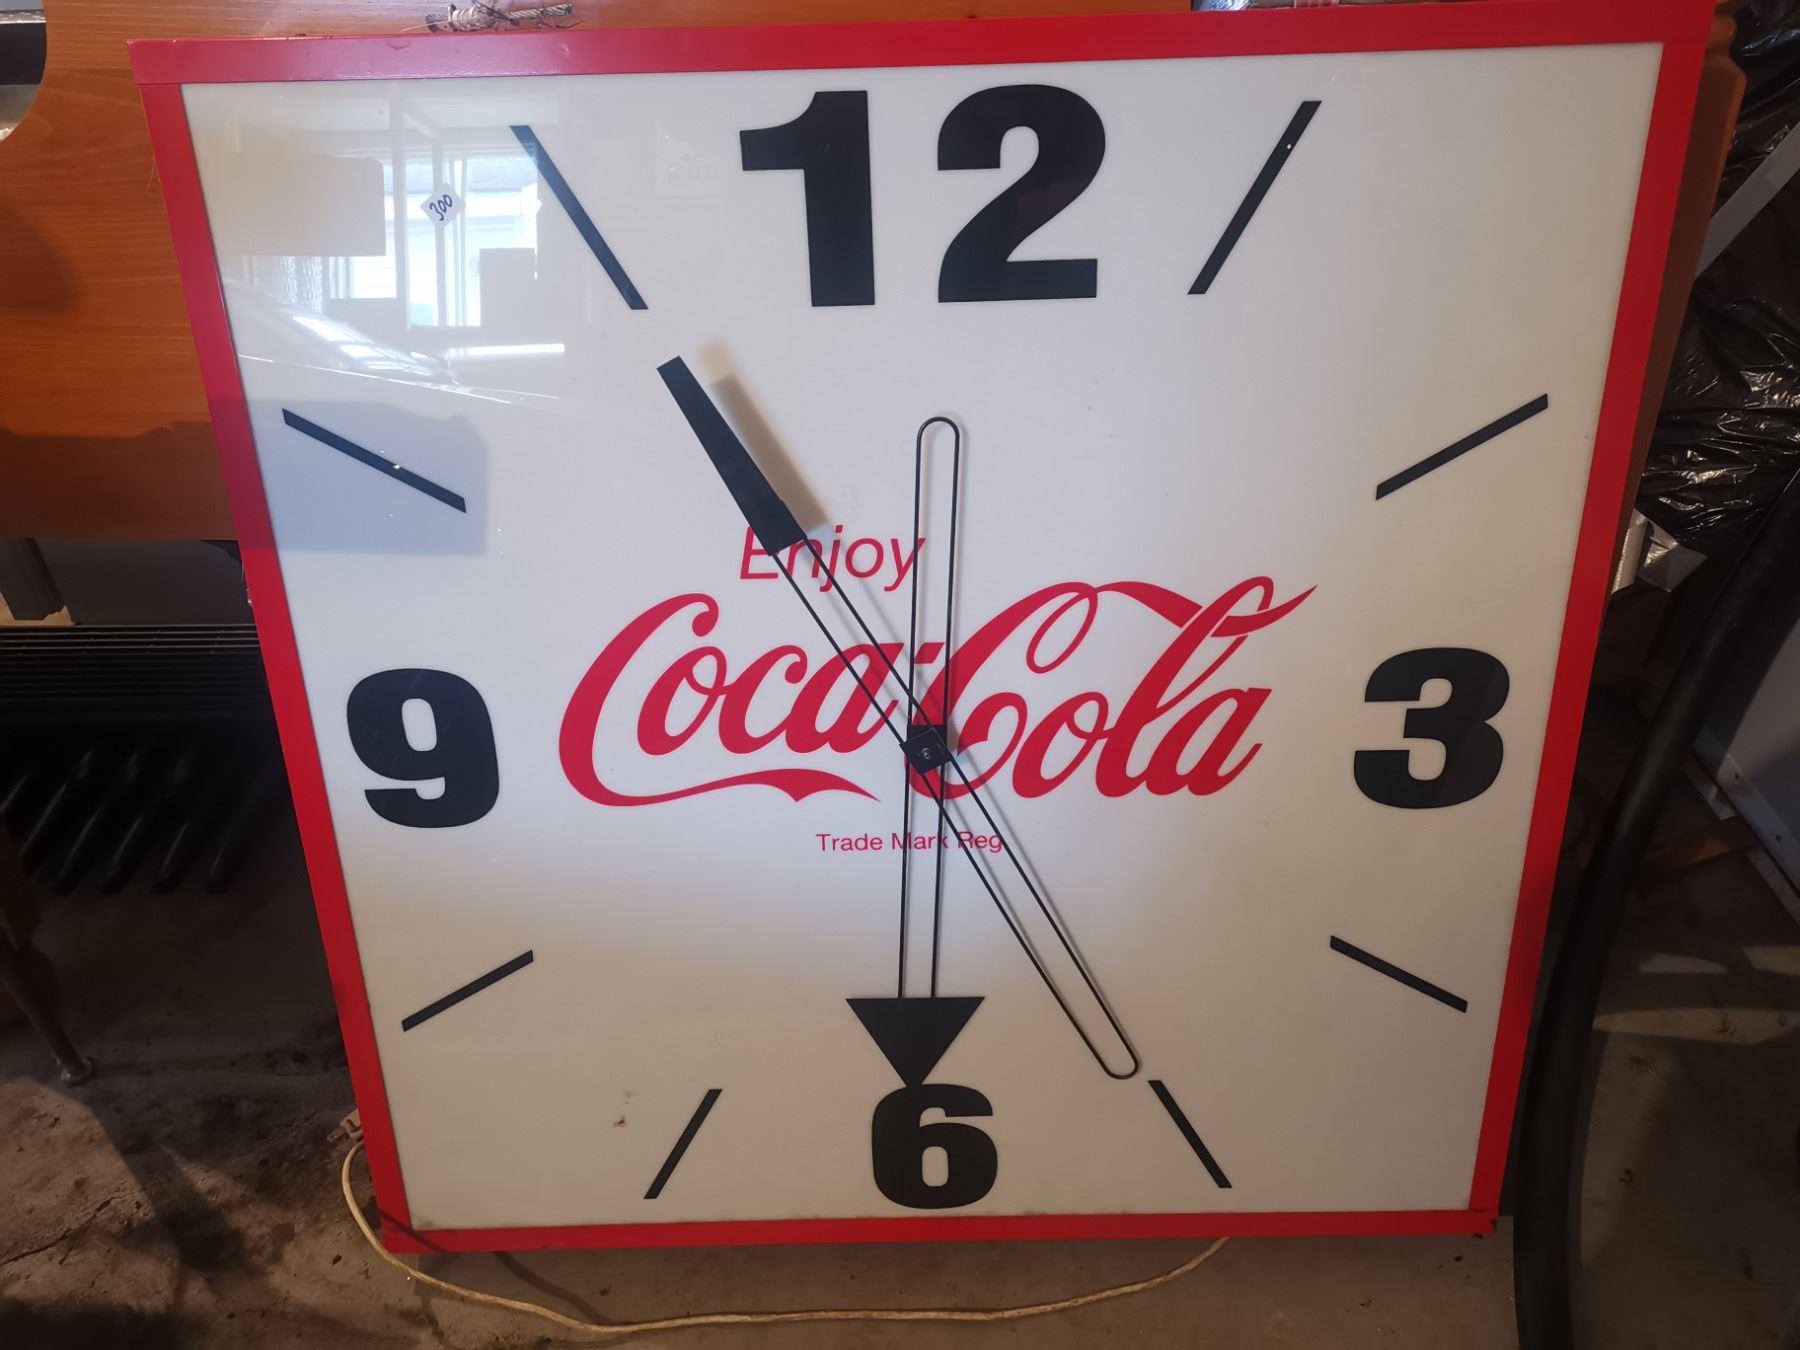 12
300
Enjoy
Coca-Cola
9
3
Trade Mark Reg
6